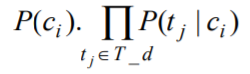 P(c_i). ∏ P(t_j | c_i)
t_j ∈ T_d